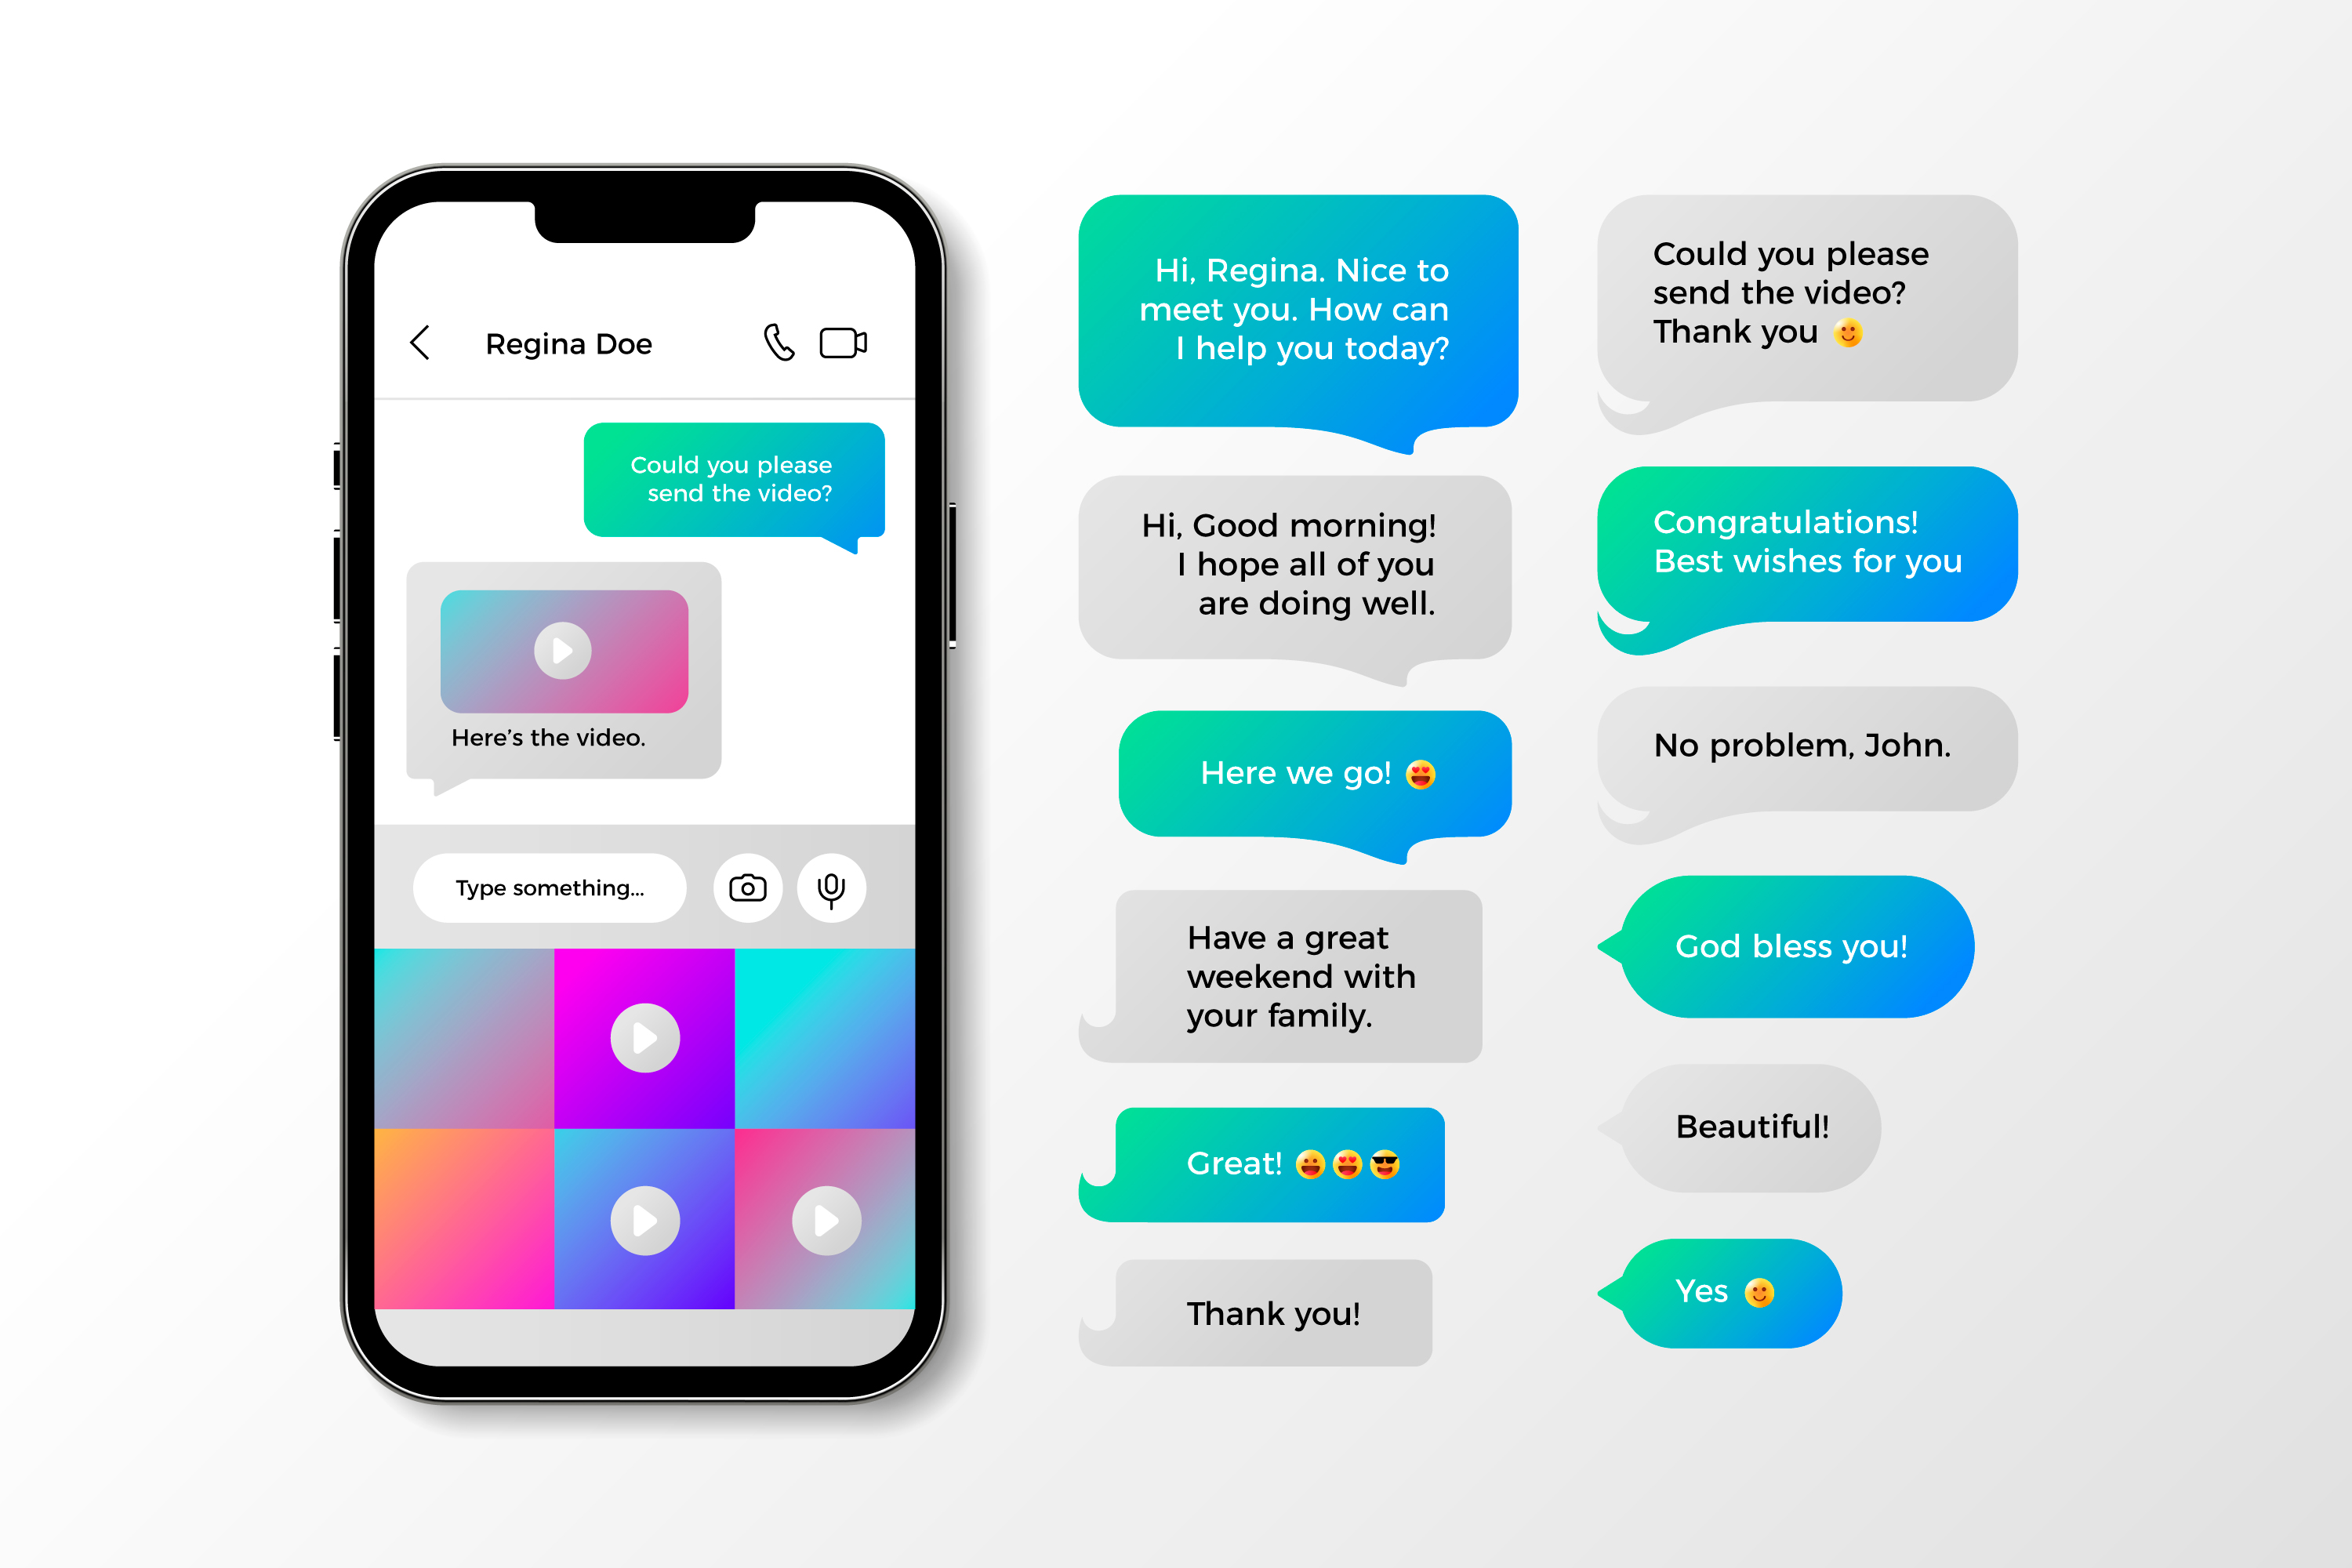 Regina Doe
Could you please
send the video?
Here’s the video.
Type something...
Hi, Regina. Nice to
meet you. How can
I help you today?
Hi, Good morning!
I hope all of you
are doing well.
Here we go! 😍
Have a great
weekend with
your family.
Great! 😃😍😎
Thank you!
Could you please
send the video?
Thank you 🙂
Congratulations!
Best wishes for you
No problem, John.
God bless you!
Beautiful!
Yes 🙂